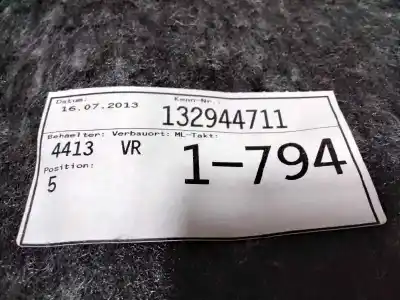 Datum: Kenn-Nr.:
16.07.2013 132944711
Behaelter: Verbauort: ML-Takt:
4413 VR 1-794
Position:
5